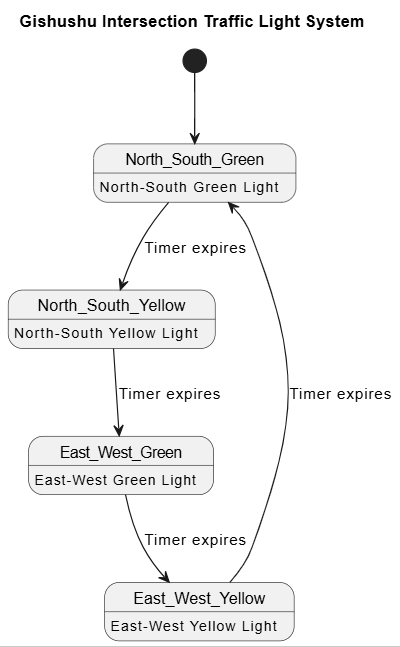 Gishushu Intersection Traffic Light System
North_South_Green
North-South Green Light
Timer expires
North_South_Yellow
North-South Yellow Light
Timer expires
Timer expires
East_West_Green
East-West Green Light
Timer expires
East_West_Yellow
East-West Yellow Light